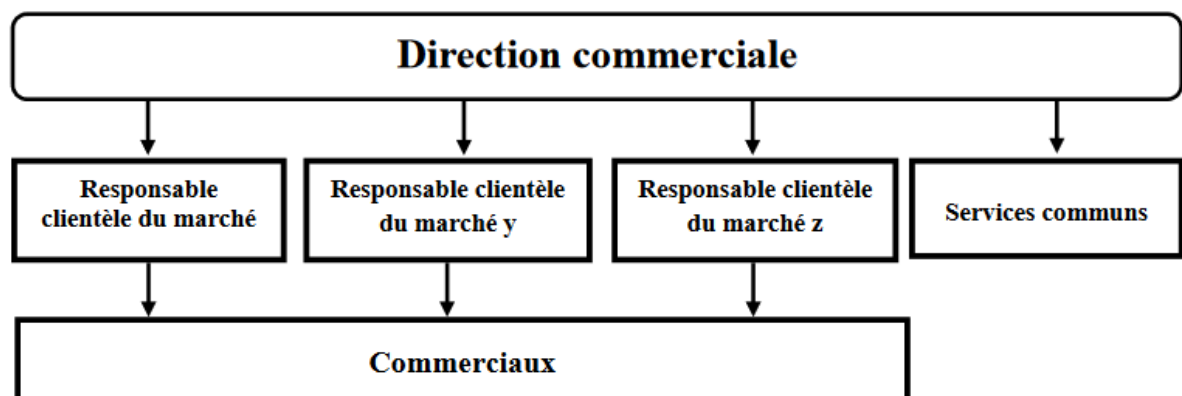 Direction commerciale
Responsable
clientèle du marché
Responsable clientèle
du marché y
Responsable clientèle
du marché z
Services communs
Commerciaux